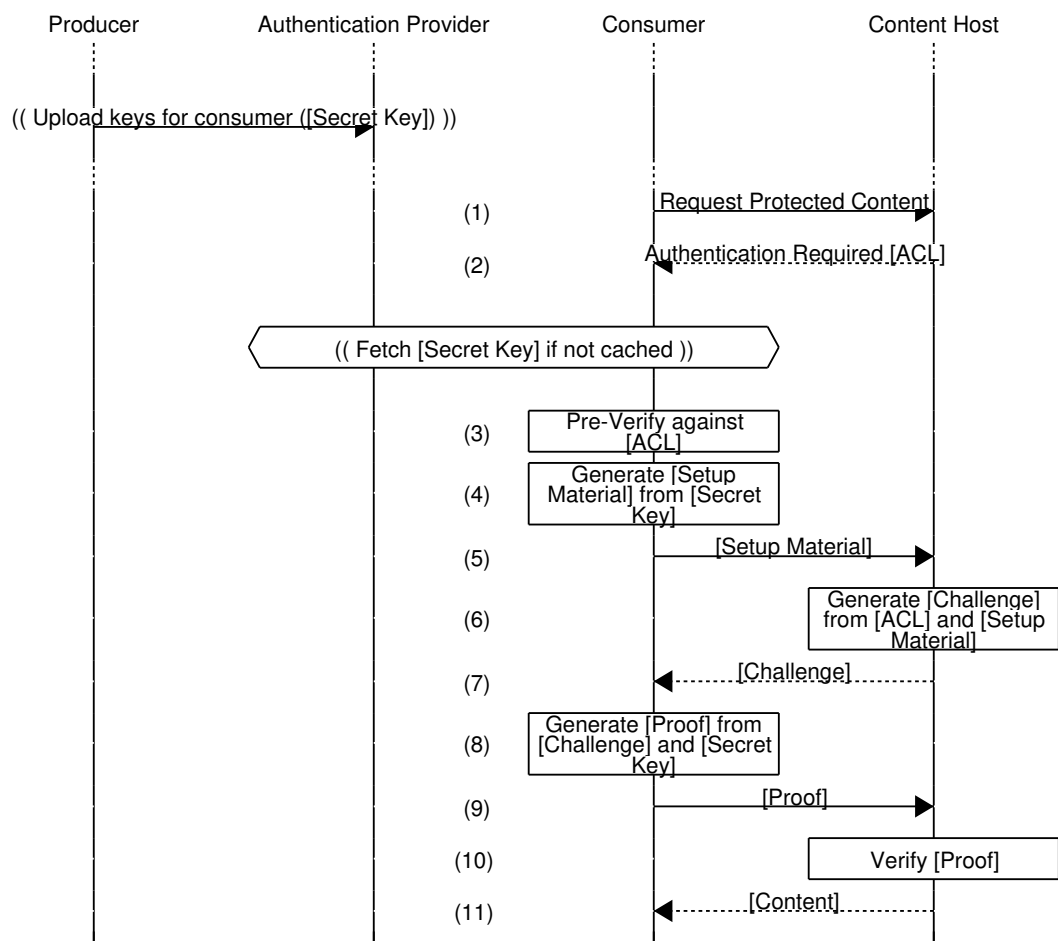 Producer
Authentication Provider
Consumer
Content Host
(( Upload keys for consumer ([Secret Key]) ))
(1)
Request Protected Content
(2)
Authentication Required [ACL]
(( Fetch [Secret Key] if not cached ))
(3)
Pre-Verify against
[ACL]
(4)
Generate [Setup
Material] from [Secret
Key]
(5)
[Setup Material]
(6)
Generate [Challenge]
from [ACL] and [Setup
Material]
(7)
[Challenge]
(8)
Generate [Proof] from
[Challenge] and [Secret
Key]
(9)
[Proof]
(10)
Verify [Proof]
(11)
[Content]